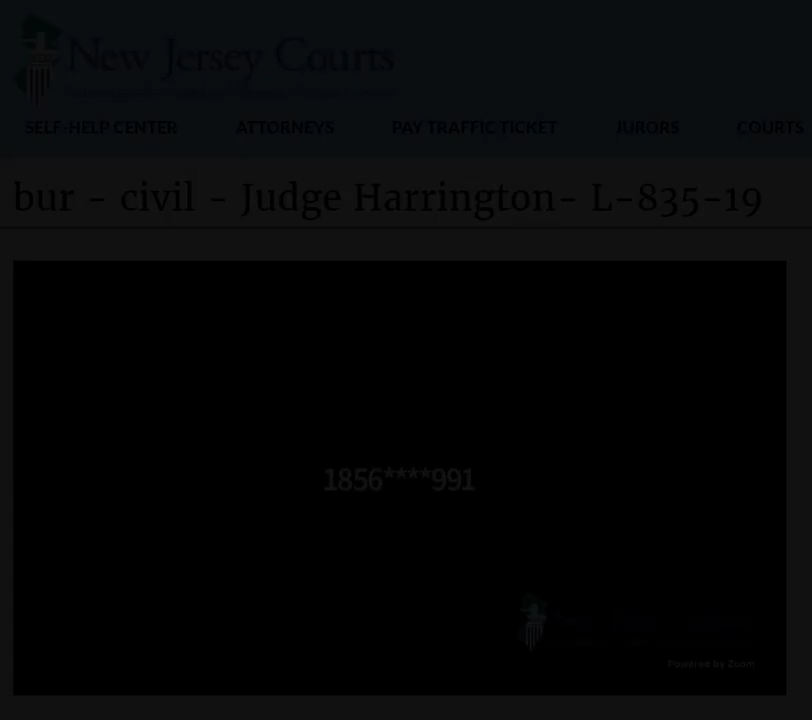 New Jersey Courts
SELF-HELP CENTER ATTORNEYS PAY TRAFFIC TICKET JURORS COURTS
bur - civil - Judge Harrington- L-835-19
1856****991
Powered by Zoom